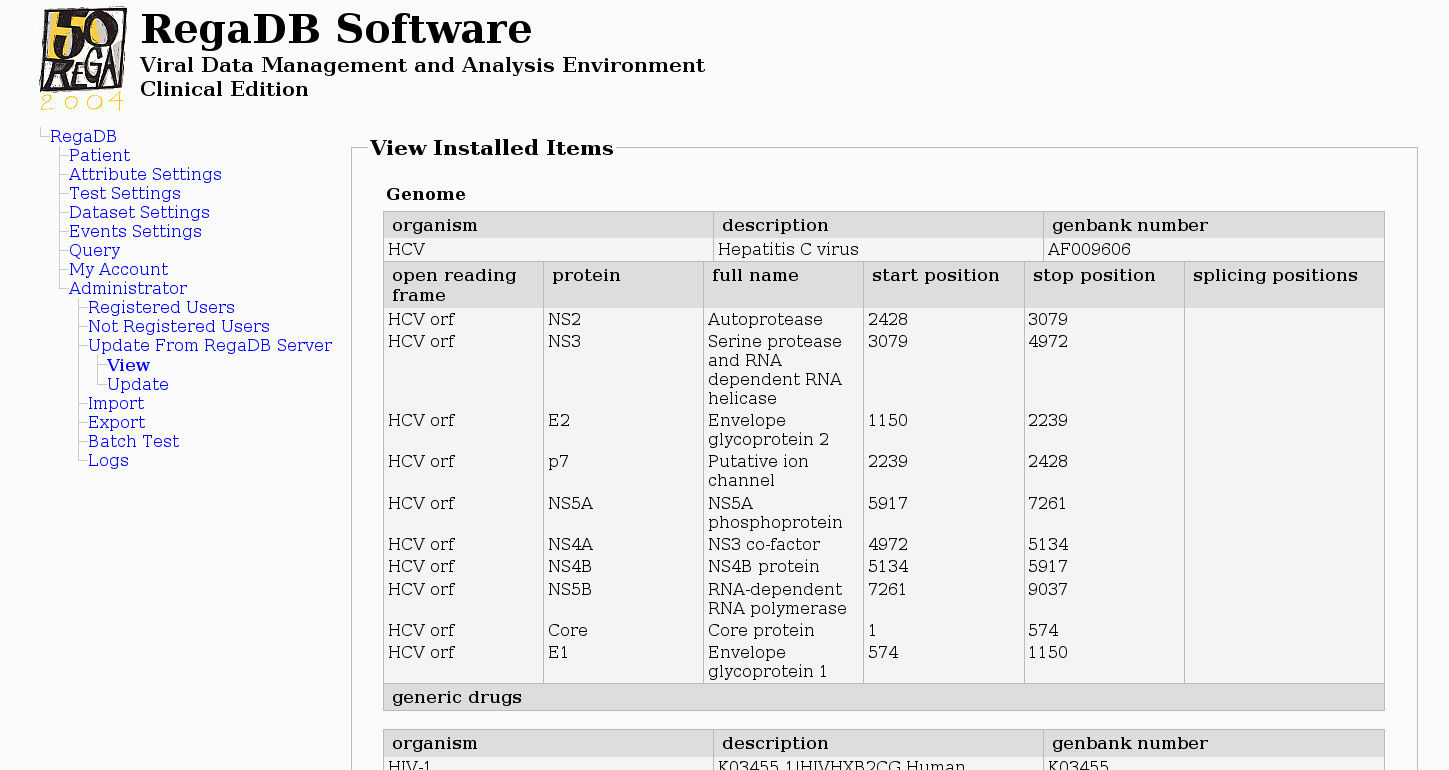 50
REGA
2004
RegaDB Software
Viral Data Management and Analysis Environment
Clinical Edition
RegaDB
Patient
Attribute Settings
Test Settings
Dataset Settings
Events Settings
Query
My Account
Administrator
Registered Users
Not Registered Users
Update From RegaDB Server
View
Update
Import
Export
Batch Test
Logs
View Installed Items
Genome
organism description genbank number
HCV Hepatitis C virus AF009606
open reading frame protein full name start position stop position splicing positions
HCV orf NS2 Autoprotease 2428 3079
HCV orf NS3 Serine protease 3079 4972
and RNA
dependent RNA
helicase
HCV orf E2 Envelope 1150 2239
glycoprotein 2
HCV orf p7 Putative ion 2239 2428
channel
HCV orf NS5A NS5A 5917 7261
phosphoprotein
HCV orf NS4A NS3 co-factor 4972 5134
HCV orf NS4B NS4B protein 5134 5917
HCV orf NS5B RNA-dependent 7261 9037
RNA polymerase
HCV orf Core Core protein 1 574
HCV orf E1 Envelope 574 1150
glycoprotein 1
generic drugs
organism description genbank number
HIV-1 K03455.1|HIVHXB2CG Human K03455